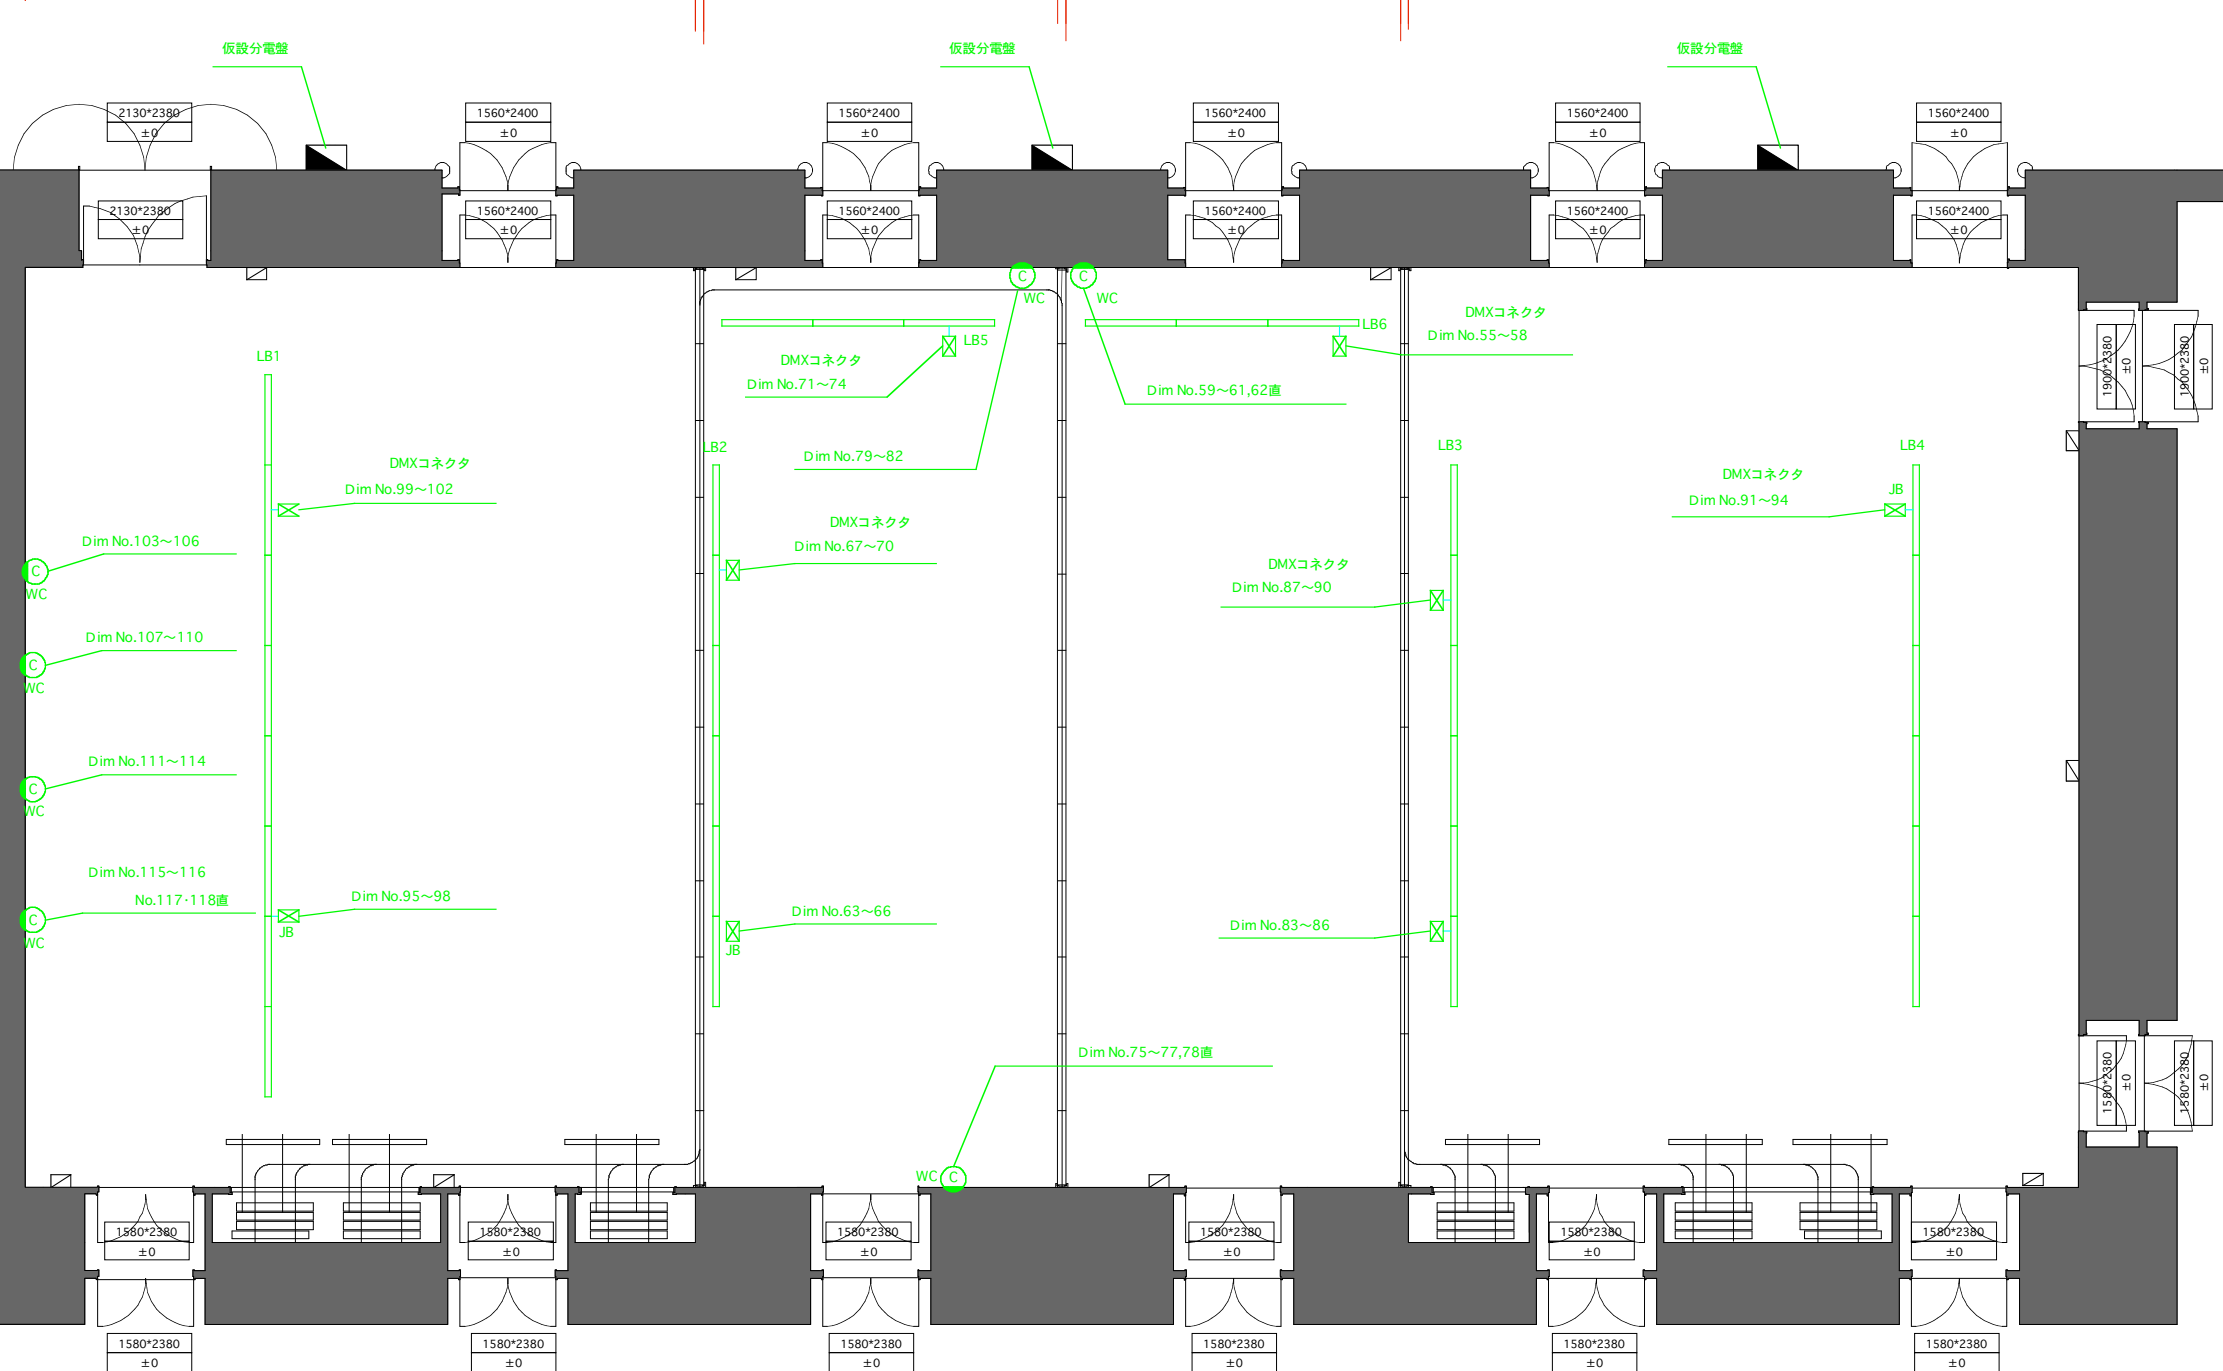 仮設分電盤
仮設分電盤
仮設分電盤
2130*2380
±0
1560*2400
±0
1560*2400
±0
1560*2400
±0
1560*2400
±0
1560*2400
±0
2130*2380
±0
1560*2400
±0
1560*2400
±0
1560*2400
±0
1560*2400
±0
1560*2400
±0
C
WC
C
WC
DMXコネクタ
LB6
Dim No.55～58
LB5
LB1
DMXコネクタ
Dim No.71～74
Dim No.59～61,62直
1900*2380
±0
1900*2380
±0
LB2
Dim No.79～82
LB3
LB4
DMXコネクタ
Dim No.99～102
DMXコネクタ
Dim No.91～94
JB
DMXコネクタ
Dim No.67～70
Dim No.103～106
C
WC
DMXコネクタ
Dim No.87～90
Dim No.107～110
C
WC
Dim No.111～114
C
WC
Dim No.115～116
No.117･118直
C
WC
Dim No.95～98
JB
Dim No.63～66
JB
Dim No.83～86
Dim No.75～77,78直
1580*2380
±0
1580*2380
±0
WC
C
1580*2380
±0
1580*2380
±0
1580*2380
±0
1580*2380
±0
1580*2380
±0
1580*2380
±0
1580*2380
±0
1580*2380
±0
1580*2380
±0
1580*2380
±0
1580*2380
±0
1580*2380
±0